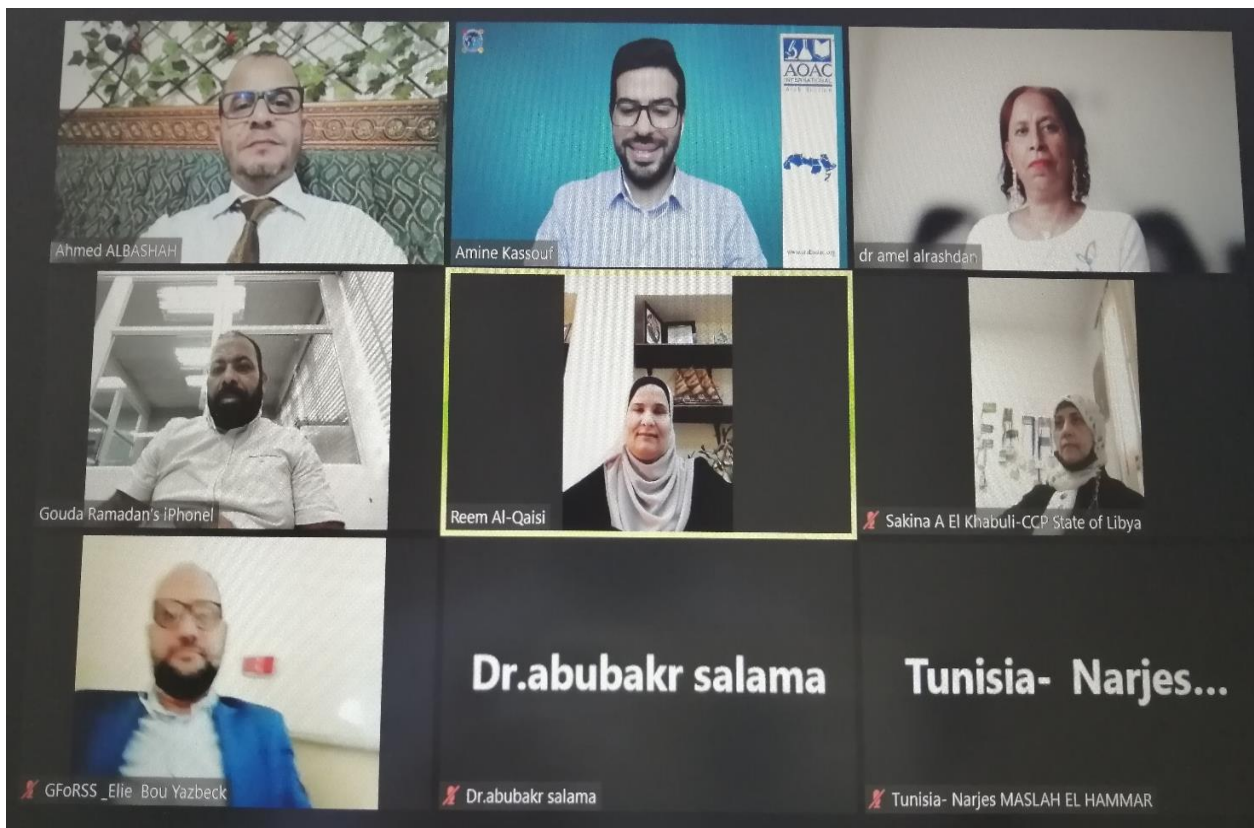 AOAC
INTERNATIONAL
Ahmed ALBASHAH
Amine Kassouf
dr amel alrashdan
Gouda Ramadan's iPhonel
Reem Al-Qaisi
Sakina A El Khabuli-CCP State of Libya
GFoRSS _Elie Bou Yazbeck
Dr.abubakr salama
Dr.abubakr salama
Tunisia- Narjes...
Tunisia- Narjes MASLAH EL HAMMAR